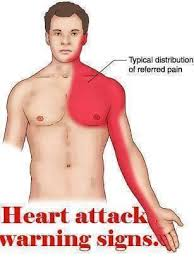 Typical distribution
of referred pain
Heart attack
warning signs.